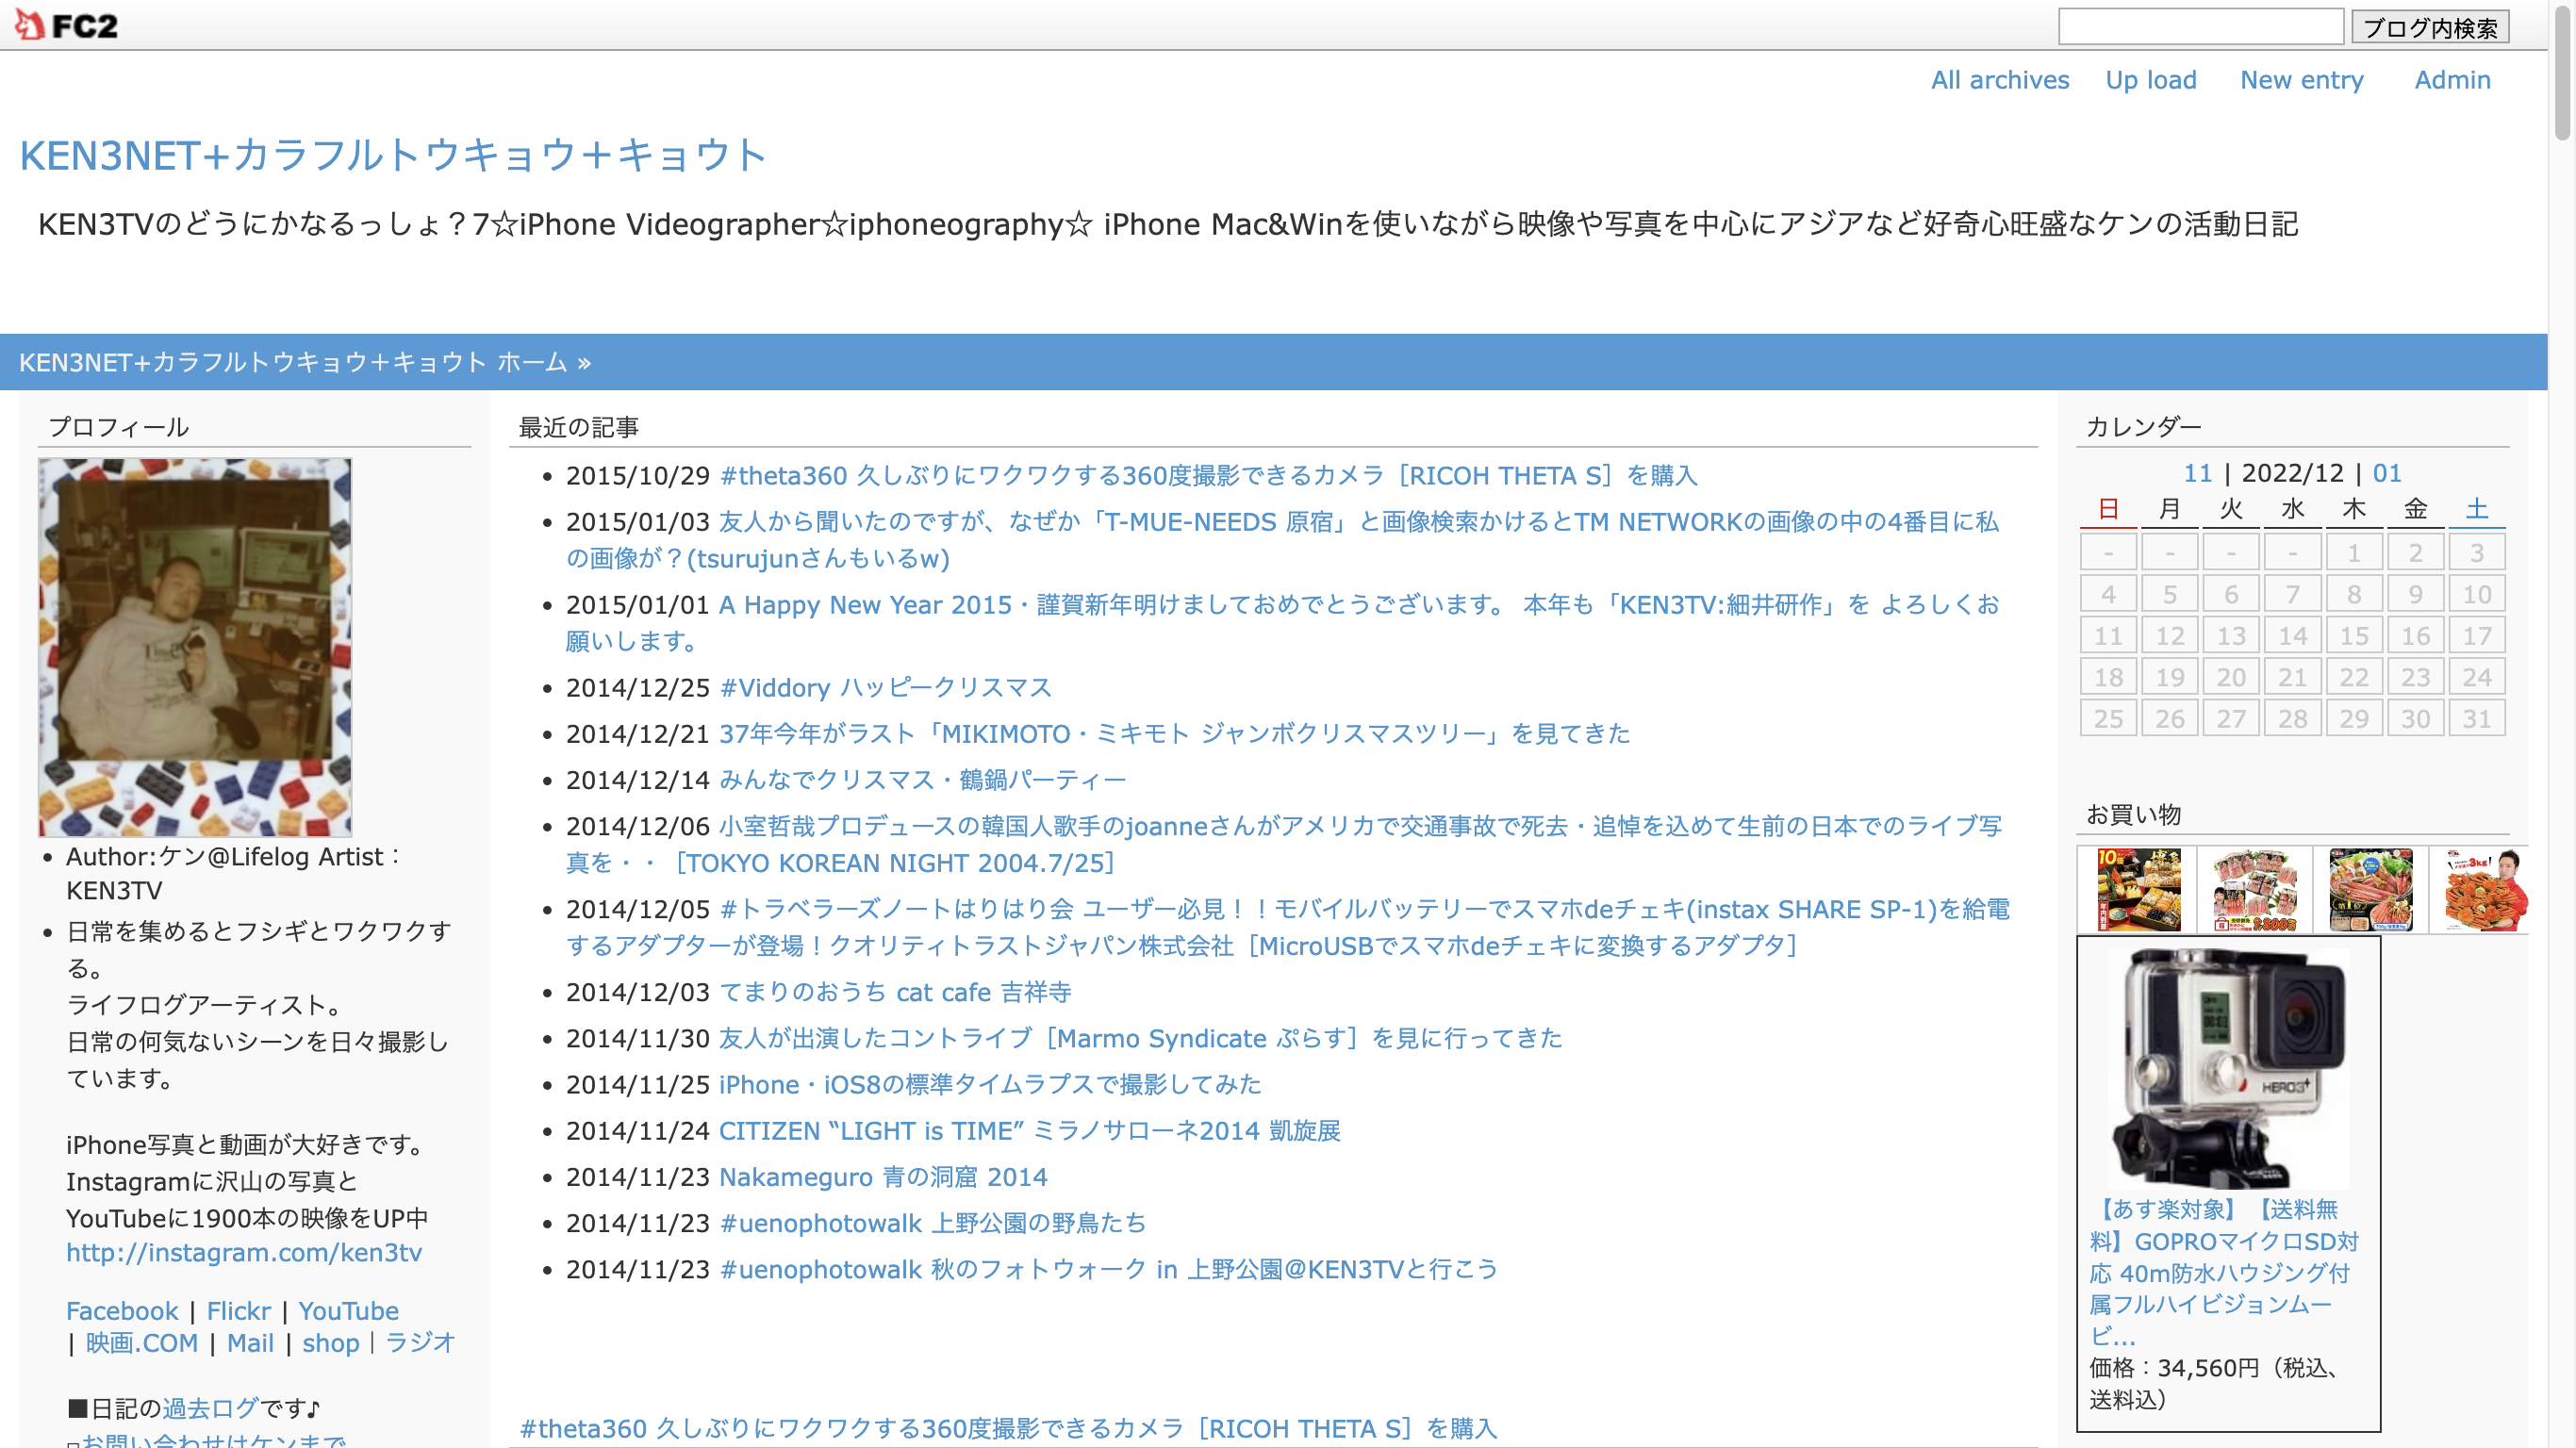 FC2
ブログ内検索
All archives Up load New entry Admin
KEN3NET+カラフルトウキョウ＋キョウト
KEN3TVのどうにかなるっしょ？7☆iPhone Videographer☆iphoneography☆ iPhone Mac&Winを使いながら映像や写真を中心にアジアなど好奇心旺盛なケンの活動日記
KEN3NET+カラフルトウキョウ＋キョウト ホーム »
プロフィール
Author:ケン@Lifelog Artist：
KEN3TV
日常を集めるとフシギとワクワクす
る。
ライフログアーティスト。
日常の何気ないシーンを日々撮影し
ています。
iPhone写真と動画が大好きです。
Instagramに沢山の写真と
YouTubeに1900本の映像をUP中
http://instagram.com/ken3tv
Facebook | Flickr | YouTube
| 映画.COM | Mail | shop｜ラジオ
■日記の過去ログです♪
□お問い合わせはケンまで
最近の記事
2015/10/29 #theta360 久しぶりにワクワクする360度撮影できるカメラ［RICOH THETA S］を購入
2015/01/03 友人から聞いたのですが、なぜか「T-MUE-NEEDS 原宿」と画像検索かけるとTM NETWORKの画像の中の4番目に私
の画像が？(tsurujunさんもいるw)
2015/01/01 A Happy New Year 2015・謹賀新年明けましておめでとうございます。 本年も「KEN3TV:細井研作」を よろしくお
願いします。
2014/12/25 #Viddory ハッピークリスマス
2014/12/21 37年今年がラスト「MIKIMOTO・ミキモト ジャンボクリスマスツリー」を見てきた
2014/12/14 みんなでクリスマス・鶴鍋パーティー
2014/12/06 小室哲哉プロデュースの韓国人歌手のjoanneさんがアメリカで交通事故で死去・追悼を込めて生前の日本でのライブ写
真を・・［TOKYO KOREAN NIGHT 2004.7/25］
2014/12/05 #トラベラーズノートはりはり会 ユーザー必見！！モバイルバッテリーでスマホdeチェキ(instax SHARE SP-1)を給電
するアダプターが登場！クオリティトラストジャパン株式会社［MicroUSBでスマホdeチェキに変換するアダプタ］
2014/12/03 てまりのおうち cat cafe 吉祥寺
2014/11/30 友人が出演したコントライブ［Marmo Syndicate ぷらす］を見に行ってきた
2014/11/25 iPhone・iOS8の標準タイムラプスで撮影してみた
2014/11/24 CITIZEN “LIGHT is TIME” ミラノサローネ2014 凱旋展
2014/11/23 Nakameguro 青の洞窟 2014
2014/11/23 #uenophotowalk 上野公園の野鳥たち
2014/11/23 #uenophotowalk 秋のフォトウォーク in 上野公園@KEN3TVと行こう
#theta360 久しぶりにワクワクする360度撮影できるカメラ［RICOH THETA S］を購入
カレンダー
11 | 2022/12 | 01
日 月 火 水 木 金 土
- - - - 1 2 3
4 5 6 7 8 9 10
11 12 13 14 15 16 17
18 19 20 21 22 23 24
25 26 27 28 29 30 31
お買い物
HERO3+
【あす楽対象】【送料無
料】GOPROマイクロSD対
応 40m防水ハウジング付
属フルハイビジョンムー
ビ...
価格：34,560円（税込、
送料込）